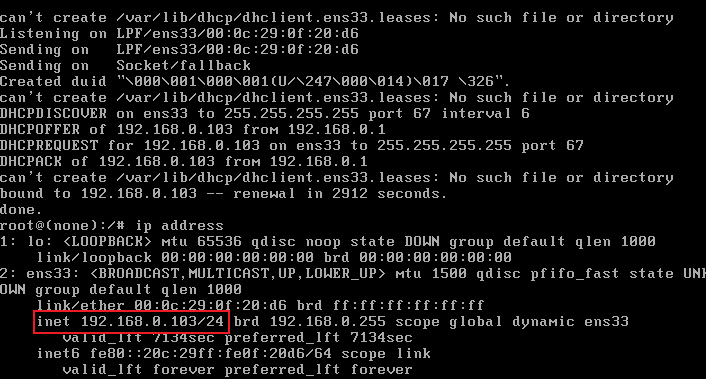 can't create /var/lib/dhcp/dhclient.ens33.leases: No such file or directory
Listening on LPF/ens33/00:0c:29:0f:20:d6
Sending on   LPF/ens33/00:0c:29:0f:20:d6
Sending on   Socket/fallback
Created duid "\000\001\000\001(U/\247\000\014)\017 \326".
can't create /var/lib/dhcp/dhclient.ens33.leases: No such file or directory
DHCPDISCOVER on ens33 to 255.255.255.255 port 67 interval 6
DHCPOFFER of 192.168.0.103 from 192.168.0.1
DHCPREQUEST for 192.168.0.103 on ens33 to 255.255.255.255 port 67
DHCPACK of 192.168.0.103 from 192.168.0.1
can't create /var/lib/dhcp/dhclient.ens33.leases: No such file or directory
bound to 192.168.0.103 -- renewal in 2912 seconds.
done.
root@(none):/# ip address
1: lo: <LOOPBACK> mtu 65536 qdisc noop state DOWN group default qlen 1000
    link/loopback 00:00:00:00:00:00 brd 00:00:00:00:00:00
2: ens33: <BROADCAST,MULTICAST,UP,LOWER_UP> mtu 1500 qdisc pfifo_fast state UNK
OWN group default qlen 1000
    link/ether 00:0c:29:0f:20:d6 brd ff:ff:ff:ff:ff:ff
    inet 192.168.0.103/24 brd 192.168.0.255 scope global dynamic ens33
       valid_lft 7134sec preferred_lft 7134sec
    inet6 fe80::20c:29ff:fe0f:20d6/64 scope link
       valid_lft forever preferred_lft forever